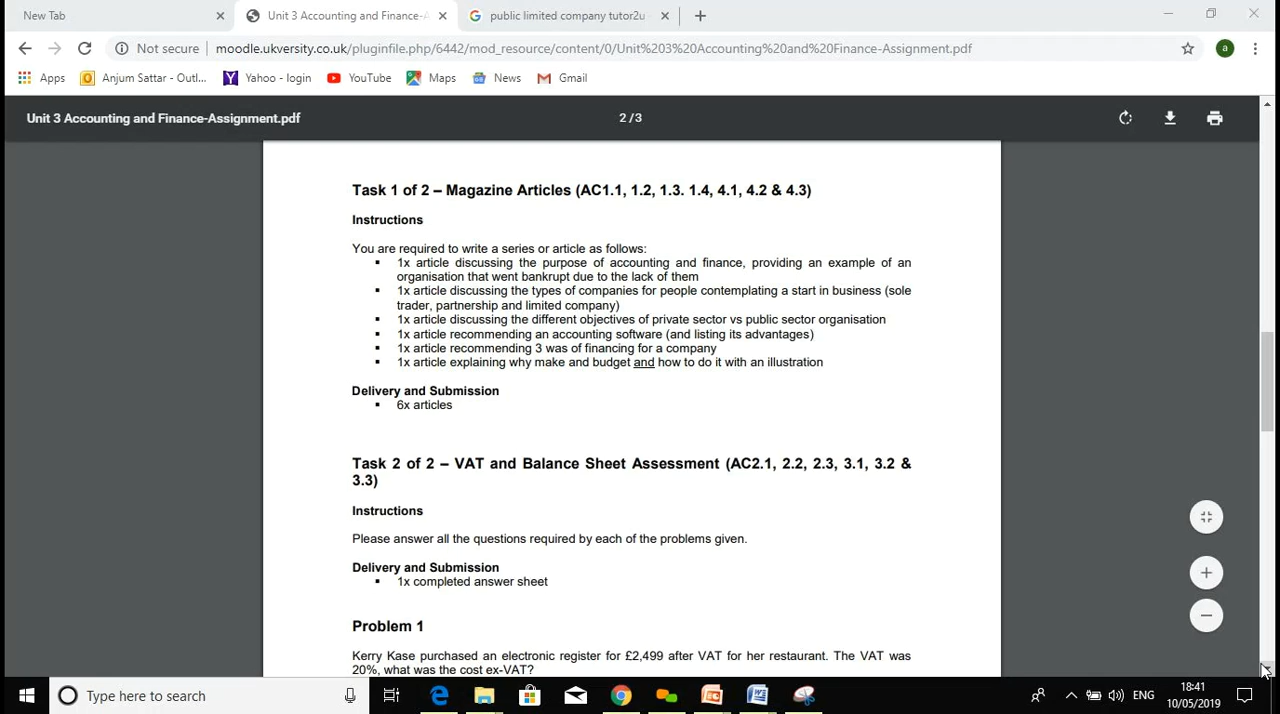 New Tab
Unit 3 Accounting and Finance-A
public limited company tutor2u
Not secure
moodle.ukversity.co.uk/pluginfile.php/6442/mod_resource/content/0/Unit%203%20Accounting%20and%20Finance-Assignment.pdf
a
Apps
Anjum Sattar - Outl...
Yahoo - login
YouTube
Maps
News
Gmail
Unit 3 Accounting and Finance-Assignment.pdf
2 / 3
Task 1 of 2 – Magazine Articles (AC1.1, 1.2, 1.3. 1.4, 4.1, 4.2 & 4.3)
Instructions
You are required to write a series or article as follows:
▪ 1x article discussing the purpose of accounting and finance, providing an example of an
organisation that went bankrupt due to the lack of them
▪ 1x article discussing the types of companies for people contemplating a start in business (sole
trader, partnership and limited company)
▪ 1x article discussing the different objectives of private sector vs public sector organisation
▪ 1x article recommending an accounting software (and listing its advantages)
▪ 1x article recommending 3 was of financing for a company
▪ 1x article explaining why make and budget and how to do it with an illustration
Delivery and Submission
▪ 6x articles
Task 2 of 2 – VAT and Balance Sheet Assessment (AC2.1, 2.2, 2.3, 3.1, 3.2 &
3.3)
Instructions
Please answer all the questions required by each of the problems given.
Delivery and Submission
▪ 1x completed answer sheet
Problem 1
Kerry Kase purchased an electronic register for £2,499 after VAT for her restaurant. The VAT was
20%, what was the cost ex-VAT?
Type here to search
ENG
18:41
10/05/2019